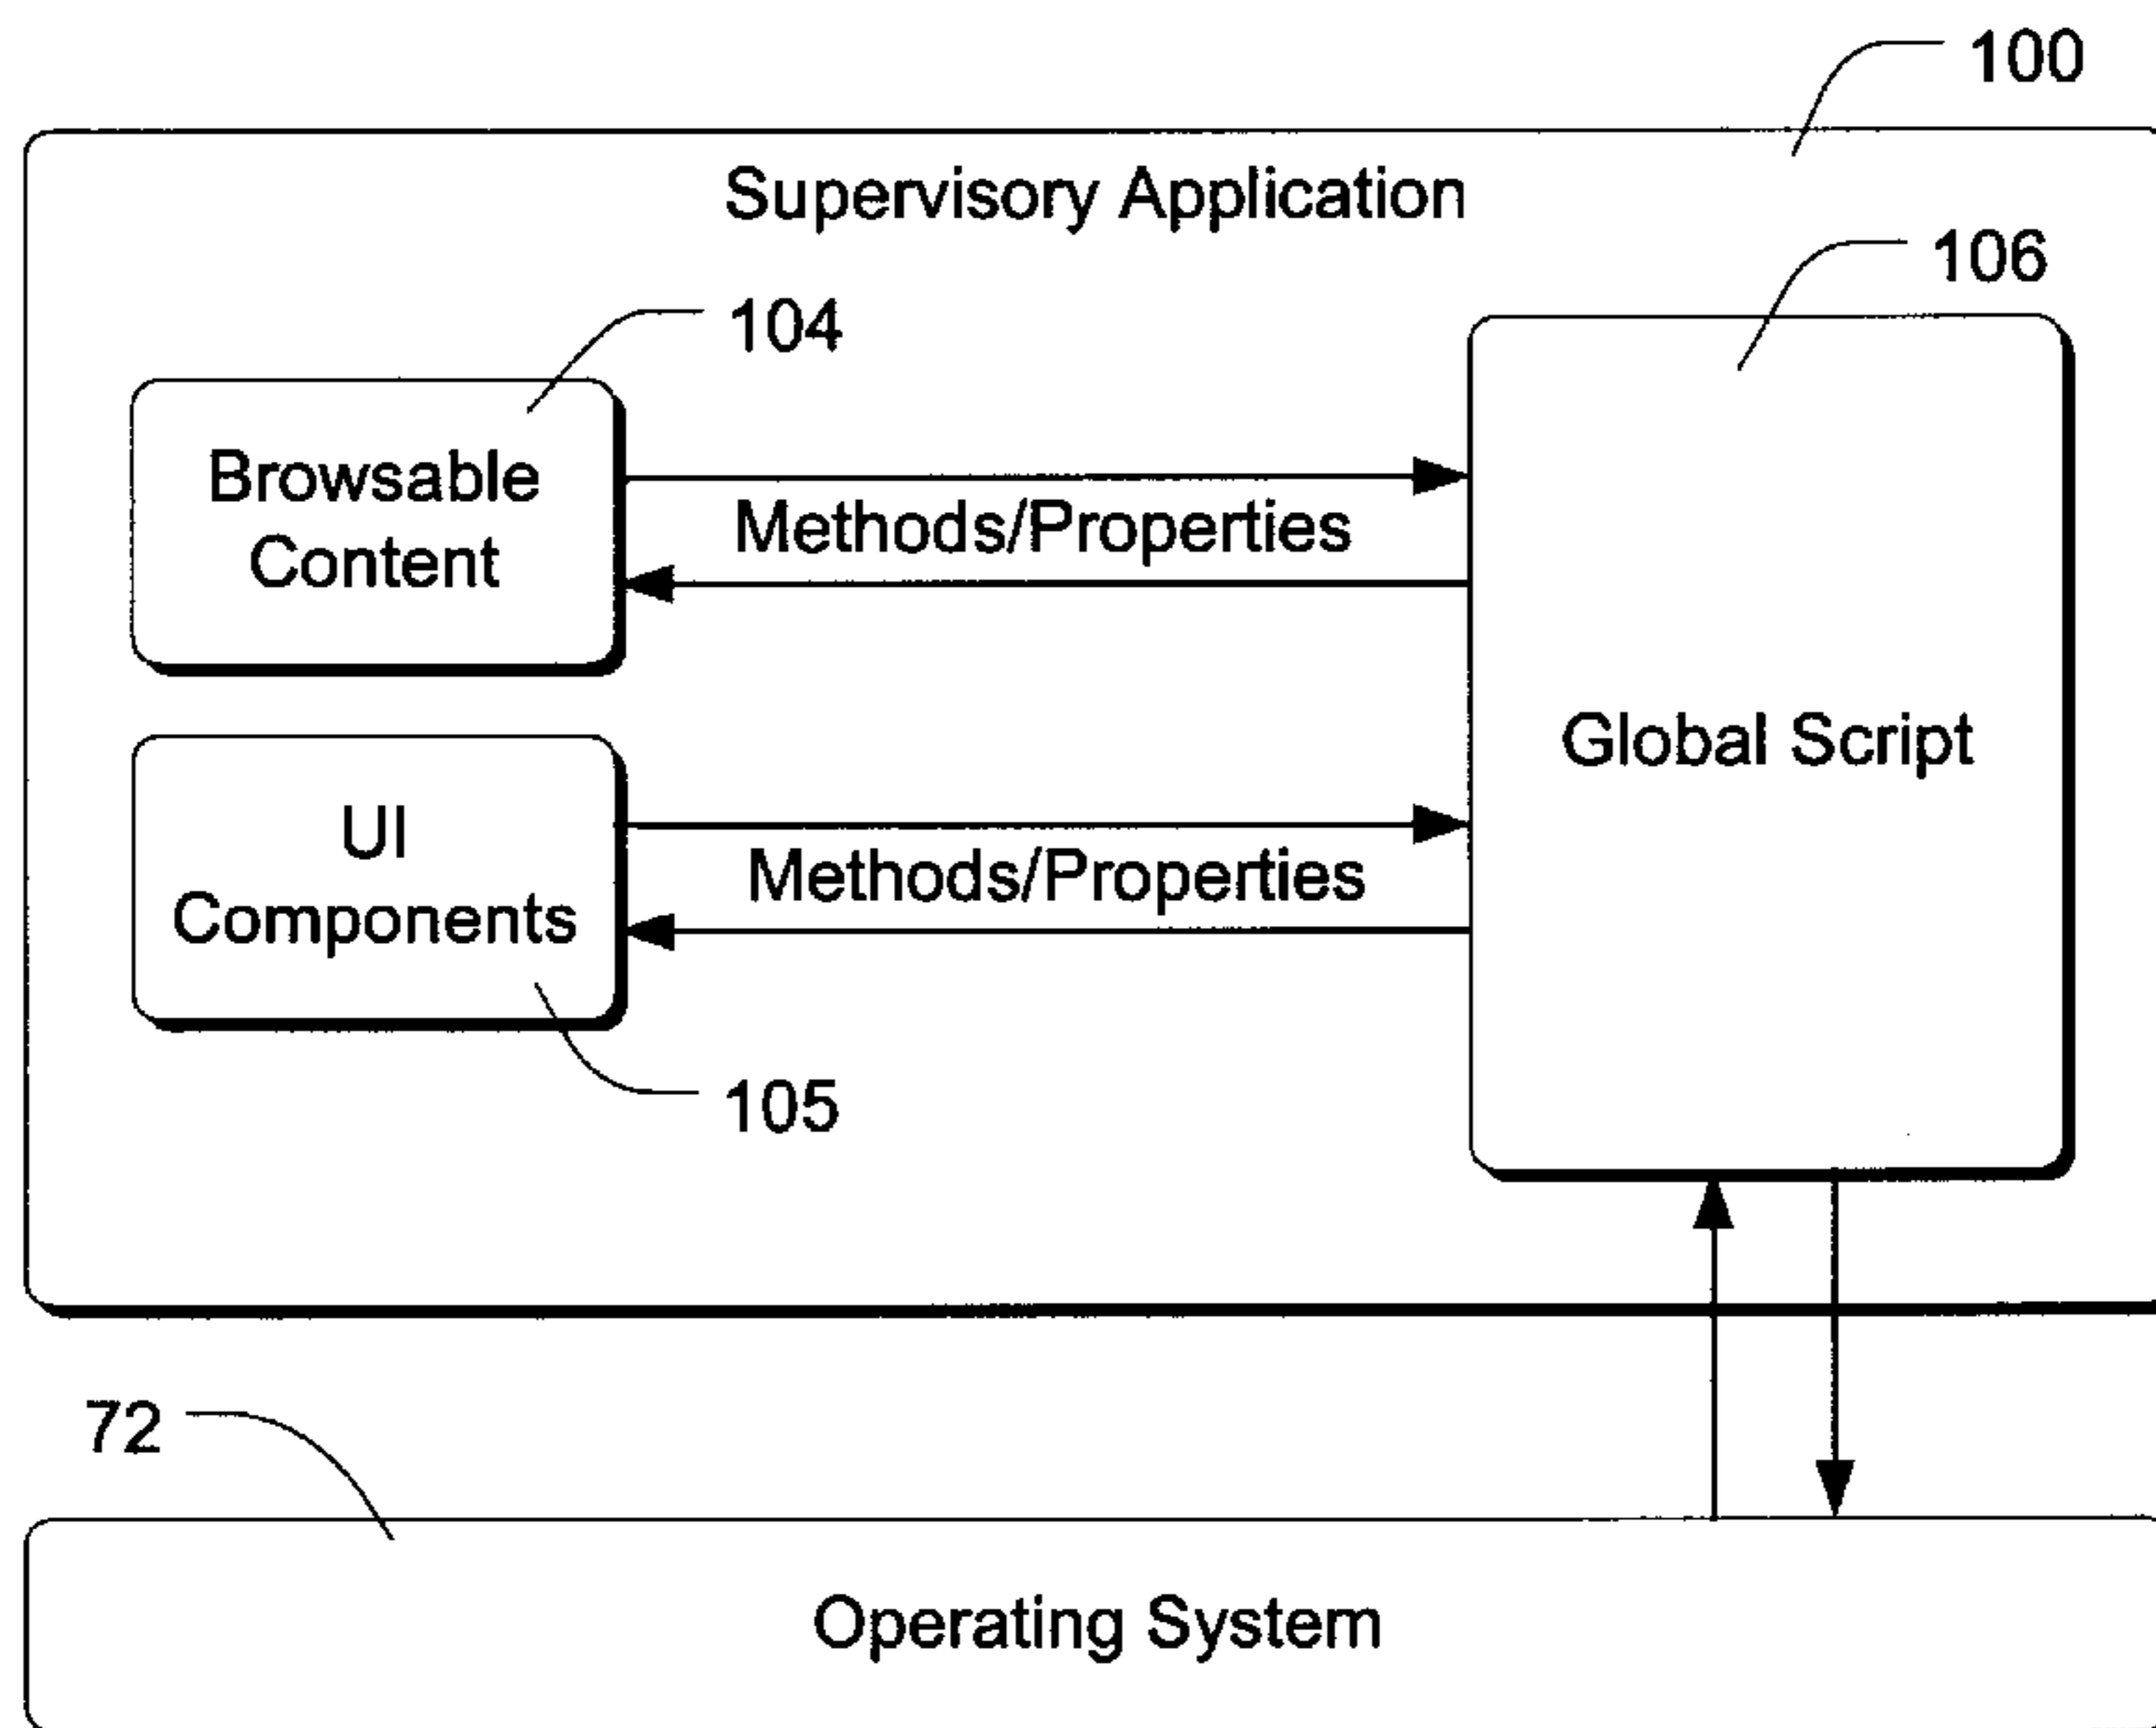 100
Supervisory Application
106
104
Browsable
Content
Methods/Properties
Global Script
UI
Components
Methods/Properties
105
72
Operating System